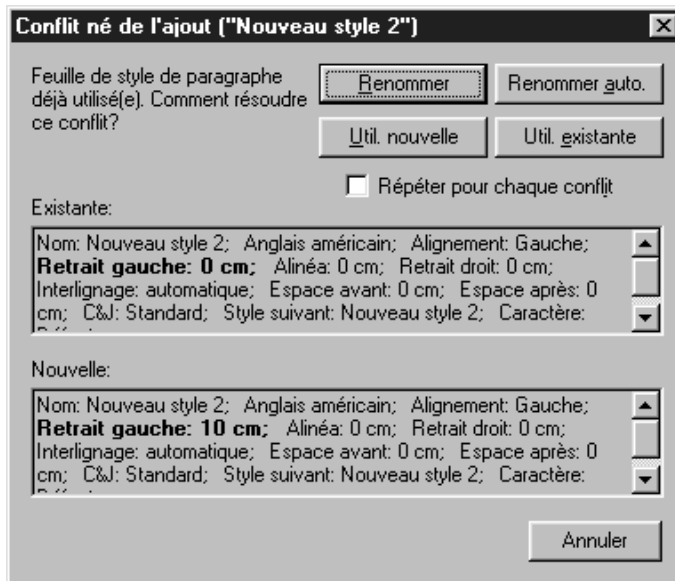 Conflit né de l'ajout ("Nouveau style 2")
Feuille de style de paragraphe
déjà utilisé(e). Comment résoudre
ce conflit?
Renommer
Renommer auto.
Util. nouvelle
Util. existante
Répéter pour chaque conflit
Existante:
Nom: Nouveau style 2; Anglais américain; Alignement: Gauche;
Retrait gauche: 0 cm; Alinéa: 0 cm; Retrait droit: 0 cm;
Interlignage: automatique; Espace avant: 0 cm; Espace après: 0
cm; C&J: Standard; Style suivant: Nouveau style 2; Caractère:
Nouvelle:
Nom: Nouveau style 2; Anglais américain; Alignement: Gauche;
Retrait gauche: 10 cm; Alinéa: 0 cm; Retrait droit: 0 cm;
Interlignage: automatique; Espace avant: 0 cm; Espace après: 0
cm; C&J: Standard; Style suivant: Nouveau style 2; Caractère:
Annuler